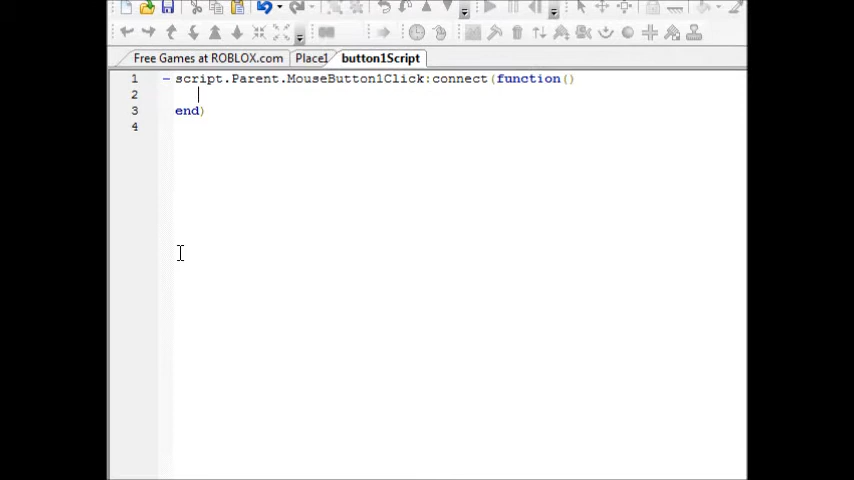 Free Games at ROBLOX.com Place1 button1Script
1 - script.Parent.MouseButton1Click:connect(function()
2
3 end)
4